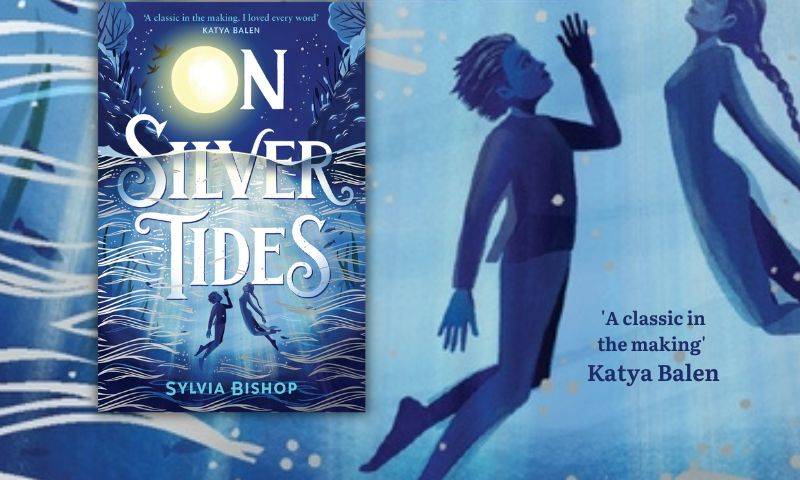 'A classic in the making. I loved every word'
KATYA BALEN
ON
SILVER
TIDES
SYLVIA BISHOP
'A classic in
the making'
Katya Balen